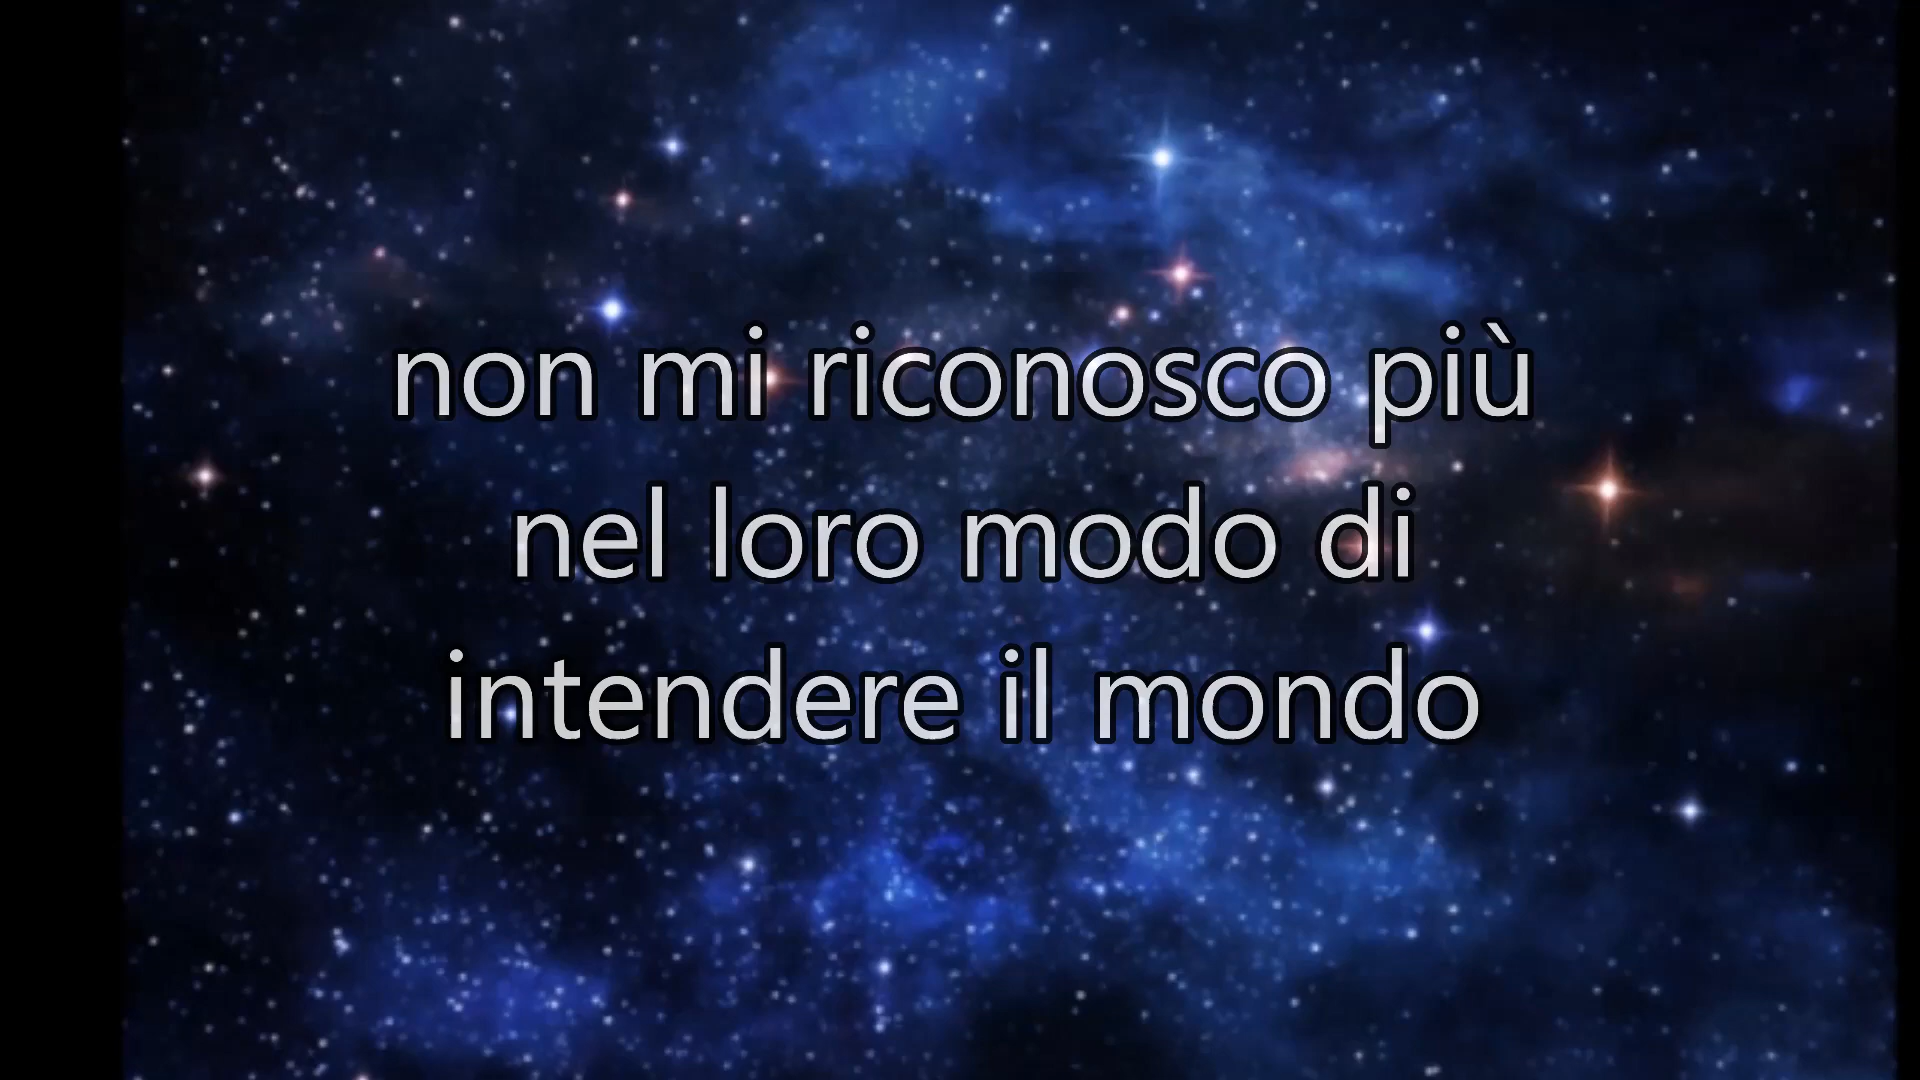 non mi riconosco più
nel loro modo di
intendere il mondo